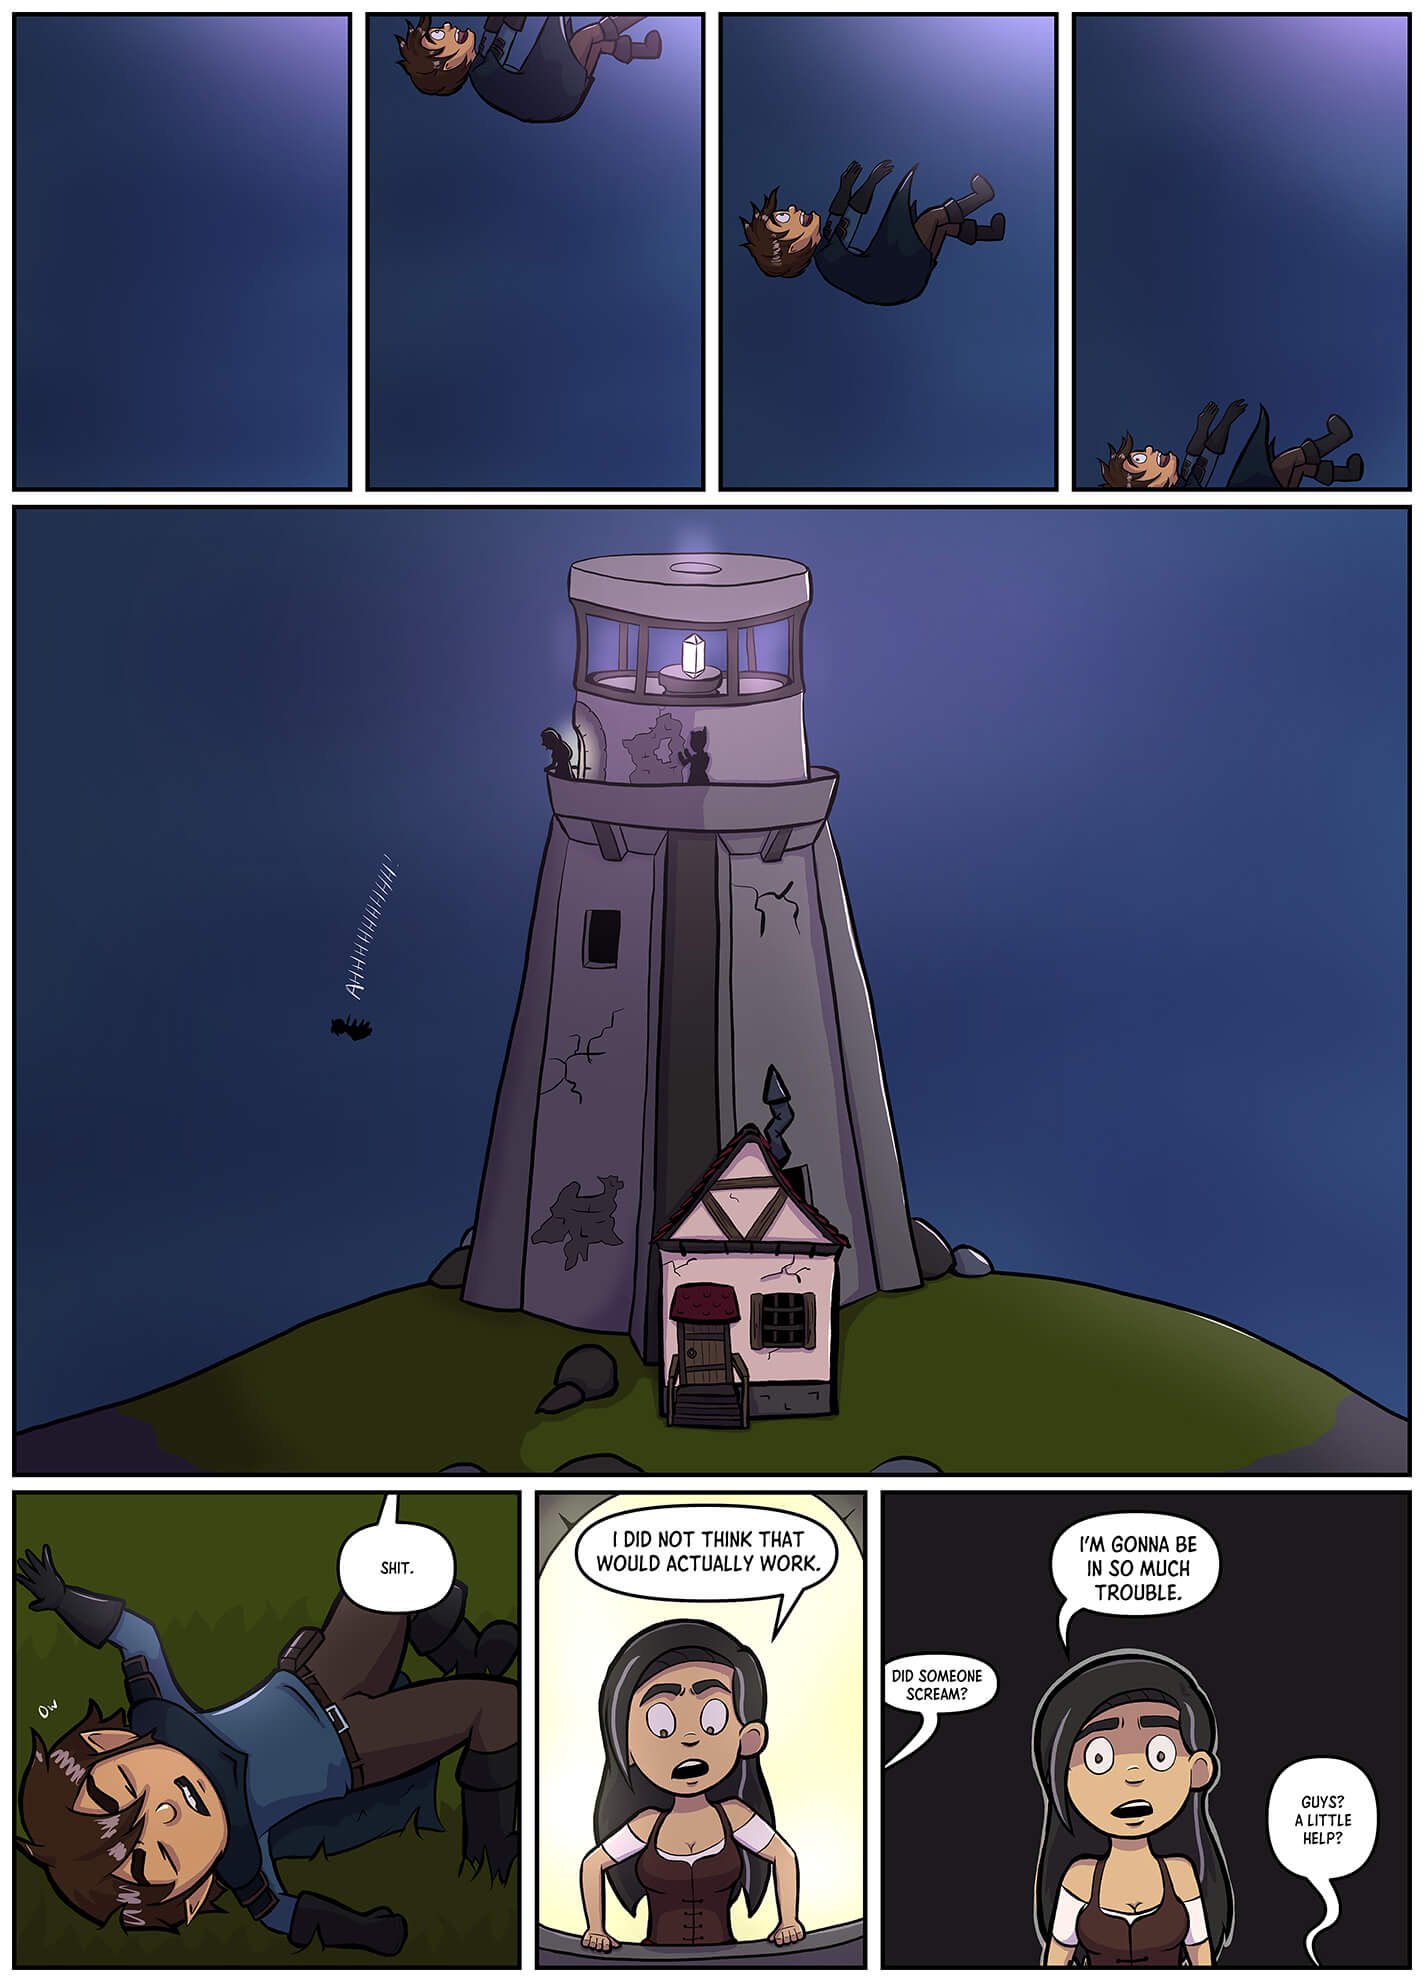 AHHHHHHHHH!
SHIT.
OW
I DID NOT THINK THAT
WOULD ACTUALLY WORK.
I'M GONNA BE
IN SO MUCH
TROUBLE.
DID SOMEONE
SCREAM?
GUYS?
A LITTLE
HELP?